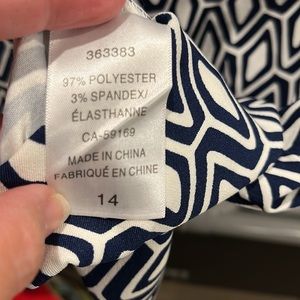 363383
97% POLYESTER
3% SPANDEX/
ÉLASTHANNE
CA-59169
MADE IN CHINA
FABRIQUÉ EN CHINE
14